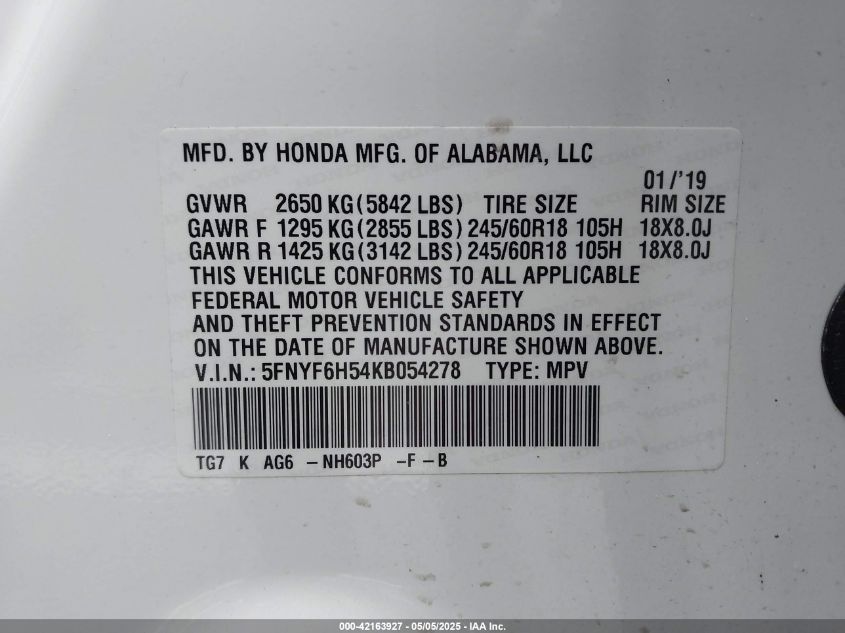 MFD. BY HONDA MFG. OF ALABAMA, LLC
01/'19
GVWR 2650 KG (5842 LBS) TIRE SIZE RIM SIZE
GAWR F 1295 KG (2855 LBS) 245/60R18 105H 18X8.0J
GAWR R 1425 KG (3142 LBS) 245/60R18 105H 18X8.0J
THIS VEHICLE CONFORMS TO ALL APPLICABLE
FEDERAL MOTOR VEHICLE SAFETY
AND THEFT PREVENTION STANDARDS IN EFFECT
ON THE DATE OF MANUFACTURE SHOWN ABOVE.
V.I.N.: 5FNYF6H54KB054278 TYPE: MPV
TG7 K AG6 -NH603P -F -B
000-42163927 - 05/05/2025 - IAA Inc.